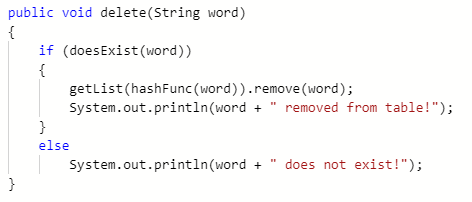 public void delete(String word)
{
    if (doesExist(word))
    {
        getList(hashFunc(word)).remove(word);
        System.out.println(word + " removed from table!");
    }
    else
        System.out.println(word + " does not exist!");
}